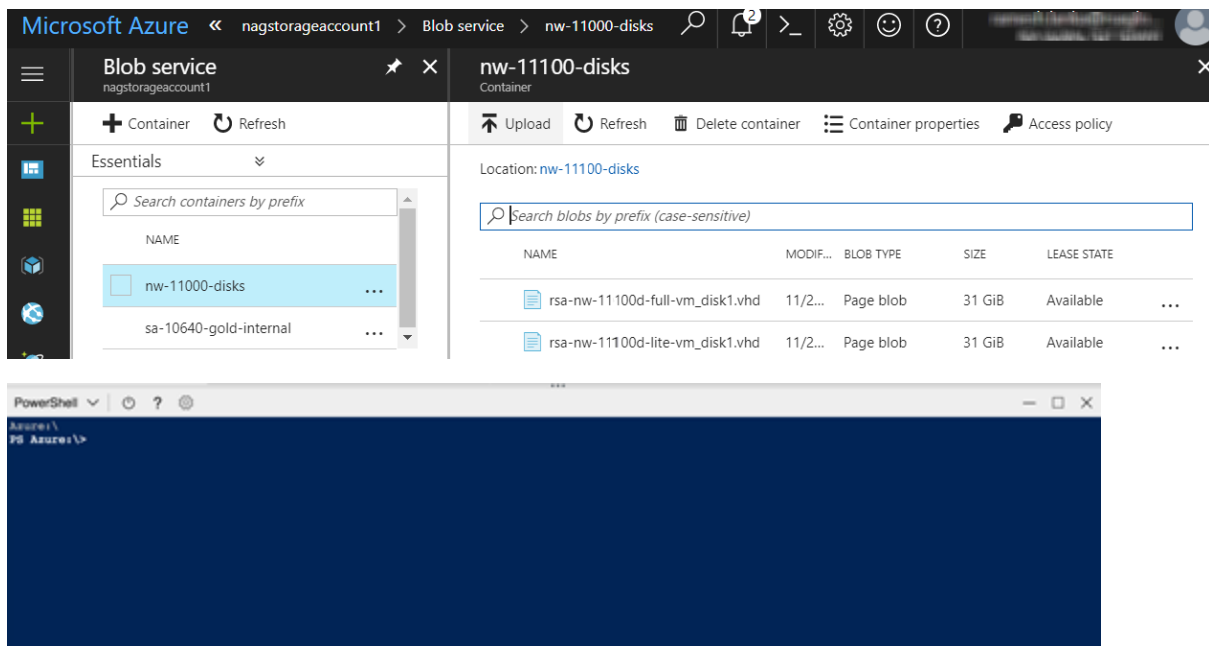 Microsoft Azure « nagstorageaccount1 > Blob service > nw-11000-disks 2 >_ ?
Blob service
nagstorageaccount1
Container Refresh
Essentials
Search containers by prefix
NAME
nw-11000-disks ...
sa-10640-gold-internal ...
nw-11100-disks
Container
Upload Refresh Delete container Container properties Access policy
Location: nw-11100-disks
Search blobs by prefix (case-sensitive)
NAME MODIF... BLOB TYPE SIZE LEASE STATE
rsa-nw-11100d-full-vm_disk1.vhd 11/2... Page blob 31 GiB Available ...
rsa-nw-11100d-lite-vm_disk1.vhd 11/2... Page blob 31 GiB Available ...
PowerShell ?
Azure:\
PS Azure:\>